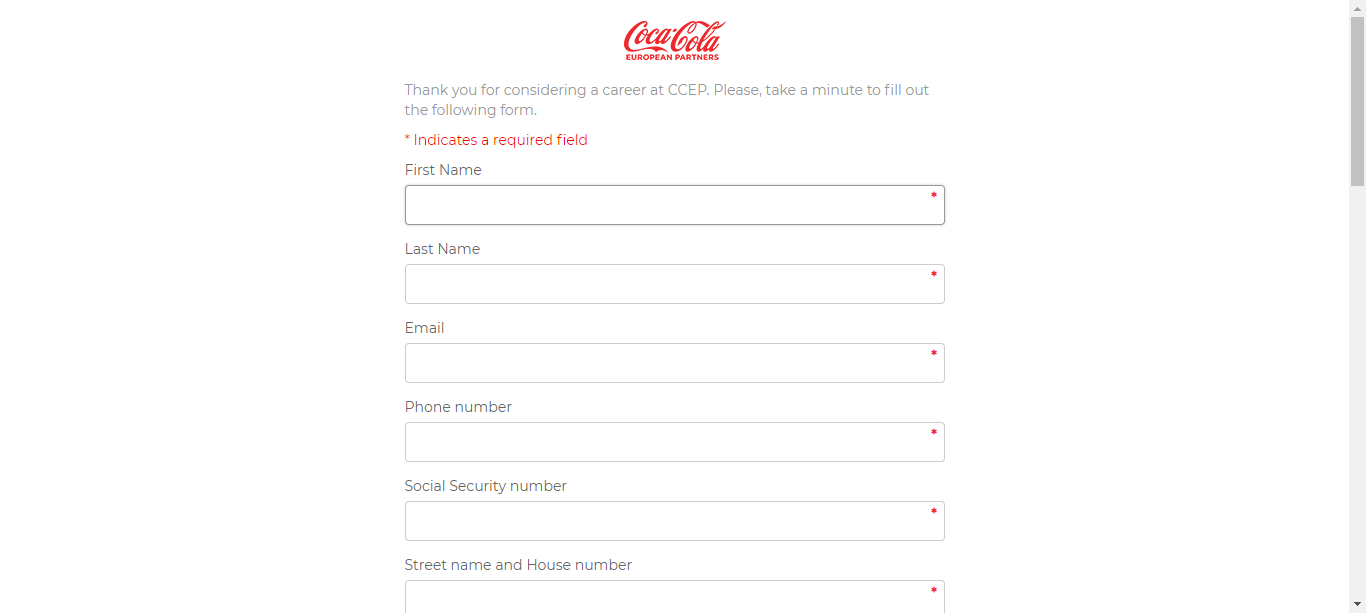 Coca-Cola
EUROPEAN PARTNERS
Thank you for considering a career at CCEP. Please, take a minute to fill out
the following form.
* Indicates a required field
First Name
*
Last Name
*
Email
*
Phone number
*
Social Security number
*
Street name and House number
*